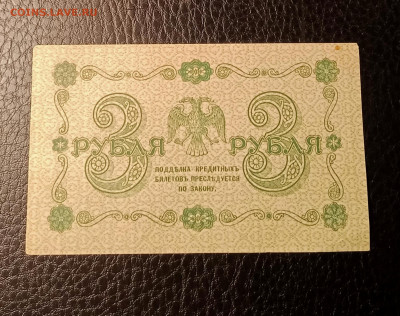 COINS.LAVE.RU
3 3
РУБЛЯ РУБЛЯ
ПОДДѢЛКА КРЕДИТНЫХЪ
БИЛЕТОВЪ ПРЕСЛѢДУЕТСЯ
ПО ЗАКОНУ.